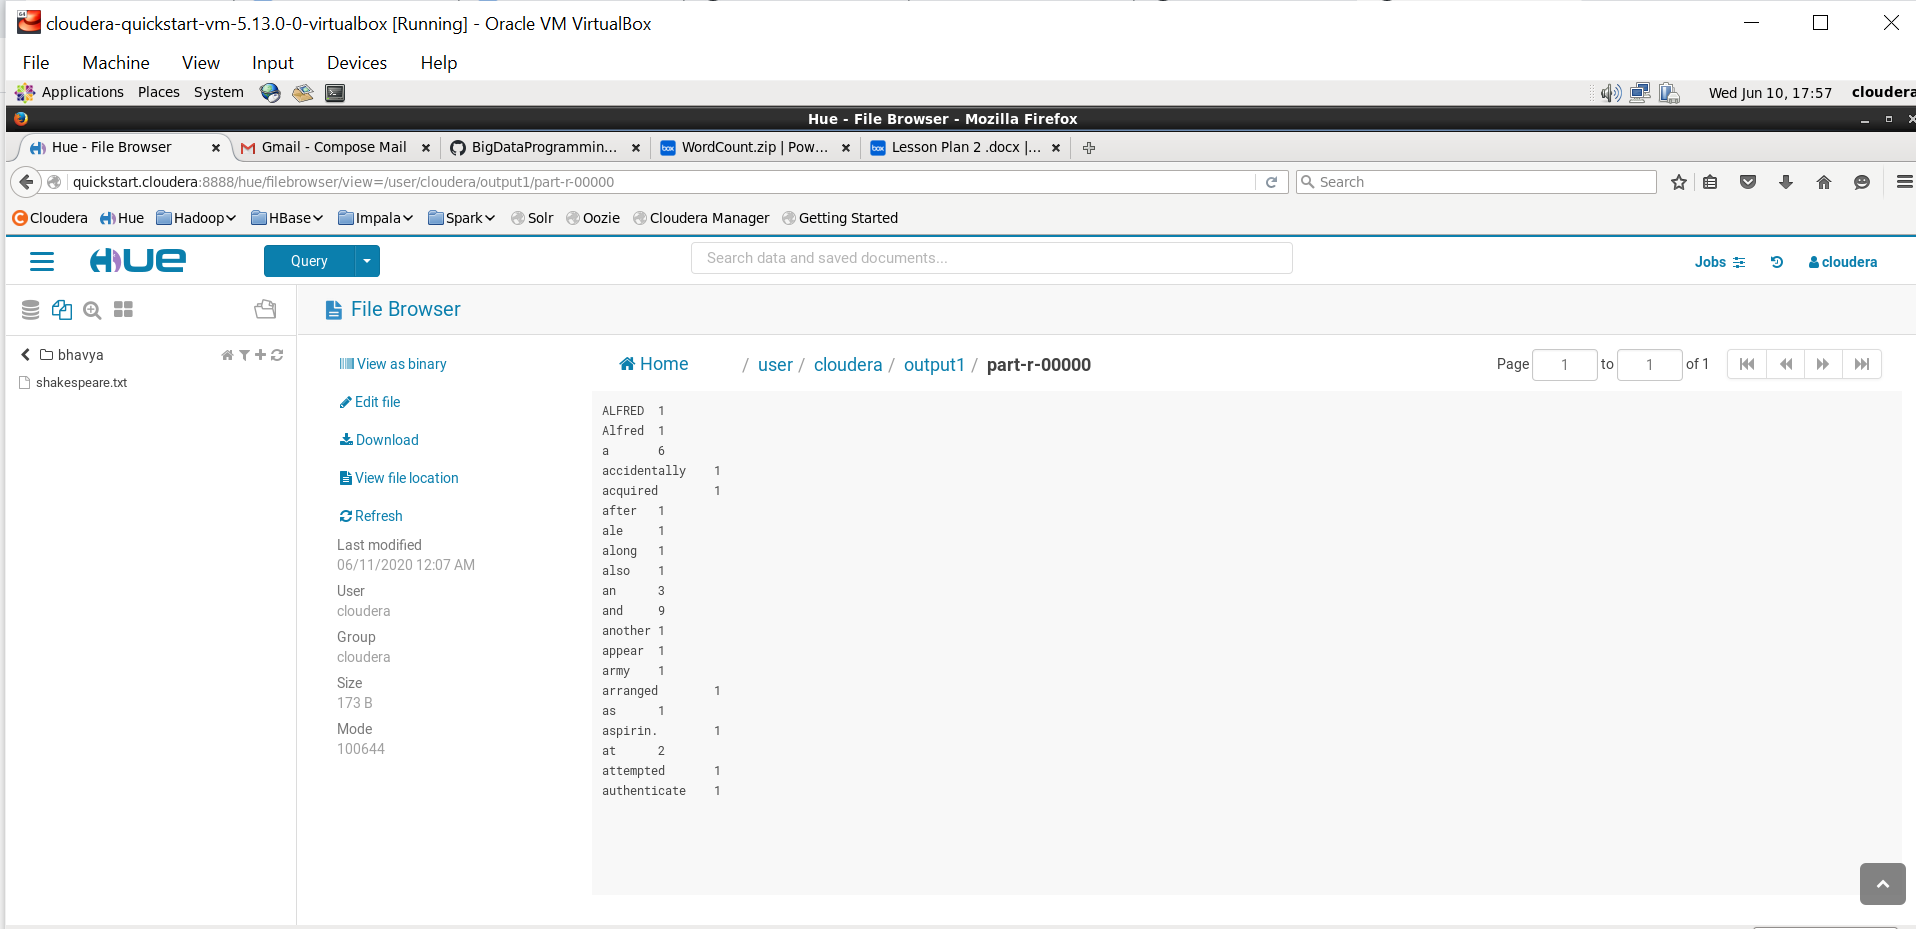 cloudera-quickstart-vm-5.13.0-0-virtualbox [Running] - Oracle VM VirtualBox
File Machine View Input Devices Help
Applications Places System Wed Jun 10, 17:57 cloudera
Hue - File Browser - Mozilla Firefox
Hue - File Browser Gmail - Compose Mail BigDataProgrammin... WordCount.zip | Pow... Lesson Plan 2 .docx |...
quickstart.cloudera:8888/hue/filebrowser/view=/user/cloudera/output1/part-r-00000 Search
Cloudera Hue Hadoop HBase Impala Spark Solr Oozie Cloudera Manager Getting Started
HUE Query Search data and saved documents... Jobs cloudera
File Browser
bhavya
shakespeare.txt
View as binary
Edit file
Download
View file location
Refresh
Last modified
06/11/2020 12:07 AM
User
cloudera
Group
cloudera
Size
173 B
Mode
100644
Home / user / cloudera / output1 / part-r-00000 Page 1 to 1 of 1
ALFRED 1
Alfred 1
a 6
accidentally 1
acquired 1
after 1
ale 1
along 1
also 1
an 3
and 9
another 1
appear 1
army 1
arranged 1
as 1
aspirin. 1
at 2
attempted 1
authenticate 1